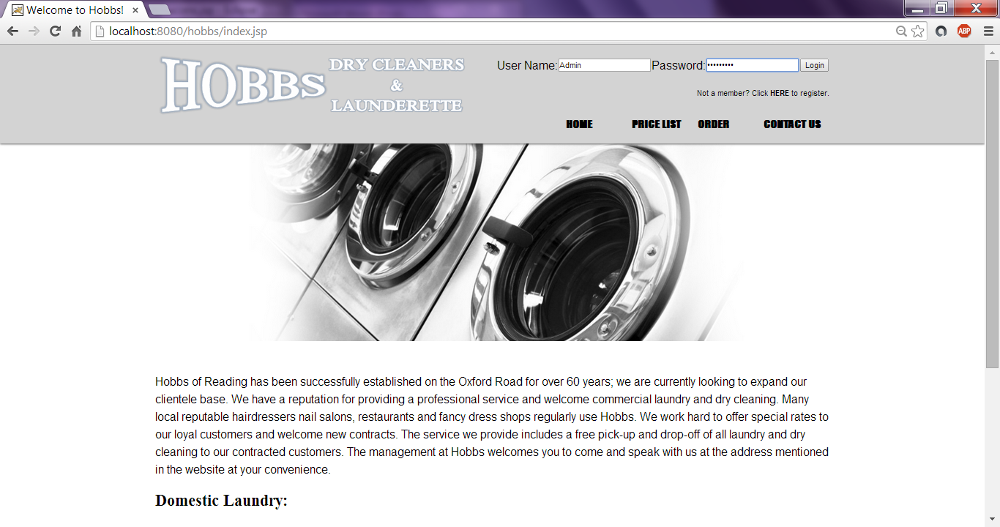 Welcome to Hobbs!
localhost:8080/hobbs/index.jsp
ABP
HOBBS
DRY CLEANERS
&
LAUNDERETTE
User Name: Admin Password: ••••••••• Login
Not a member? Click HERE to register.
HOME PRICE LIST ORDER CONTACT US
Hobbs of Reading has been successfully established on the Oxford Road for over 60 years; we are currently looking to expand our
clientele base. We have a reputation for providing a professional service and welcome commercial laundry and dry cleaning. Many
local reputable hairdressers nail salons, restaurants and fancy dress shops regularly use Hobbs. We work hard to offer special rates to
our loyal customers and welcome new contracts. The service we provide includes a free pick-up and drop-off of all laundry and dry
cleaning to our contracted customers. The management at Hobbs welcomes you to come and speak with us at the address mentioned
in the website at your convenience.
Domestic Laundry: